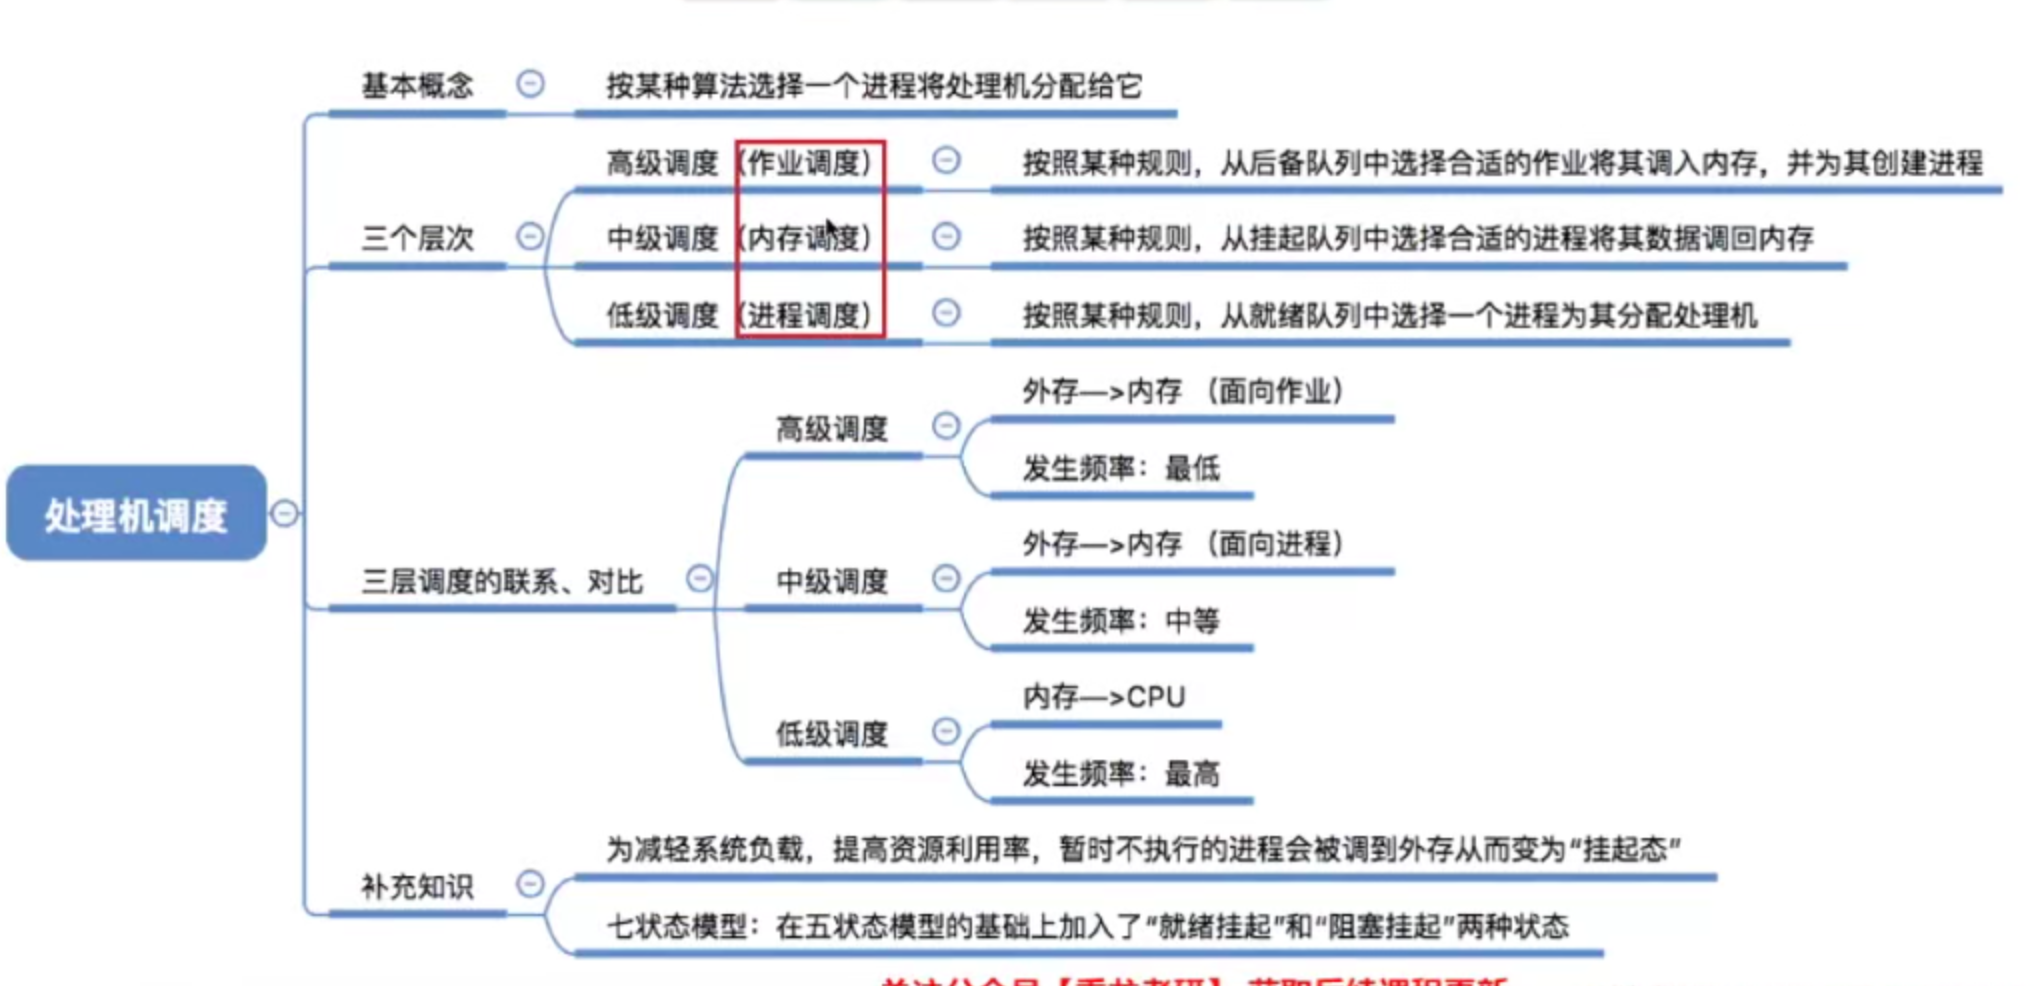 基本概念 按某种算法选择一个进程将处理机分配给它
高级调度（作业调度） 按照某种规则，从后备队列中选择合适的作业将其调入内存，并为其创建进程
三个层次 中级调度（内存调度） 按照某种规则，从挂起队列中选择合适的进程将其数据调回内存
低级调度（进程调度） 按照某种规则，从就绪队列中选择一个进程为其分配处理机
外存—>内存 （面向作业）
高级调度
发生频率：最低
处理机调度
外存—>内存 （面向进程）
三层调度的联系、对比 中级调度
发生频率：中等
内存—>CPU
低级调度
发生频率：最高
为减轻系统负载，提高资源利用率，暂时不执行的进程会被调到外存从而变为“挂起态”
补充知识
七状态模型：在五状态模型的基础上加入了“就绪挂起”和“阻塞挂起”两种状态